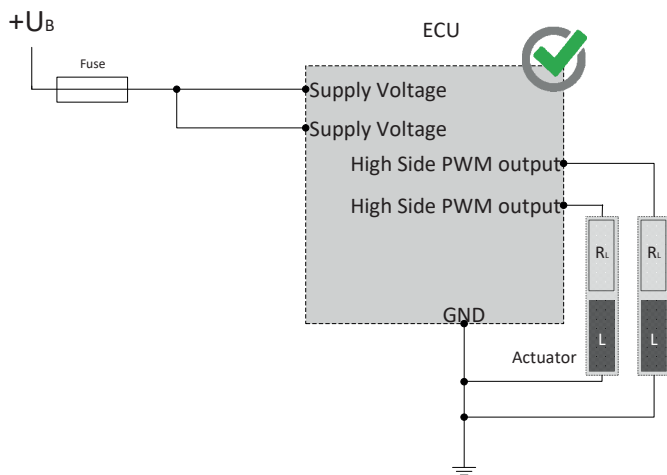 +UB
ECU
Fuse
Supply Voltage
Supply Voltage
High Side PWM output
High Side PWM output
RL
RL
GND
L
L
Actuator